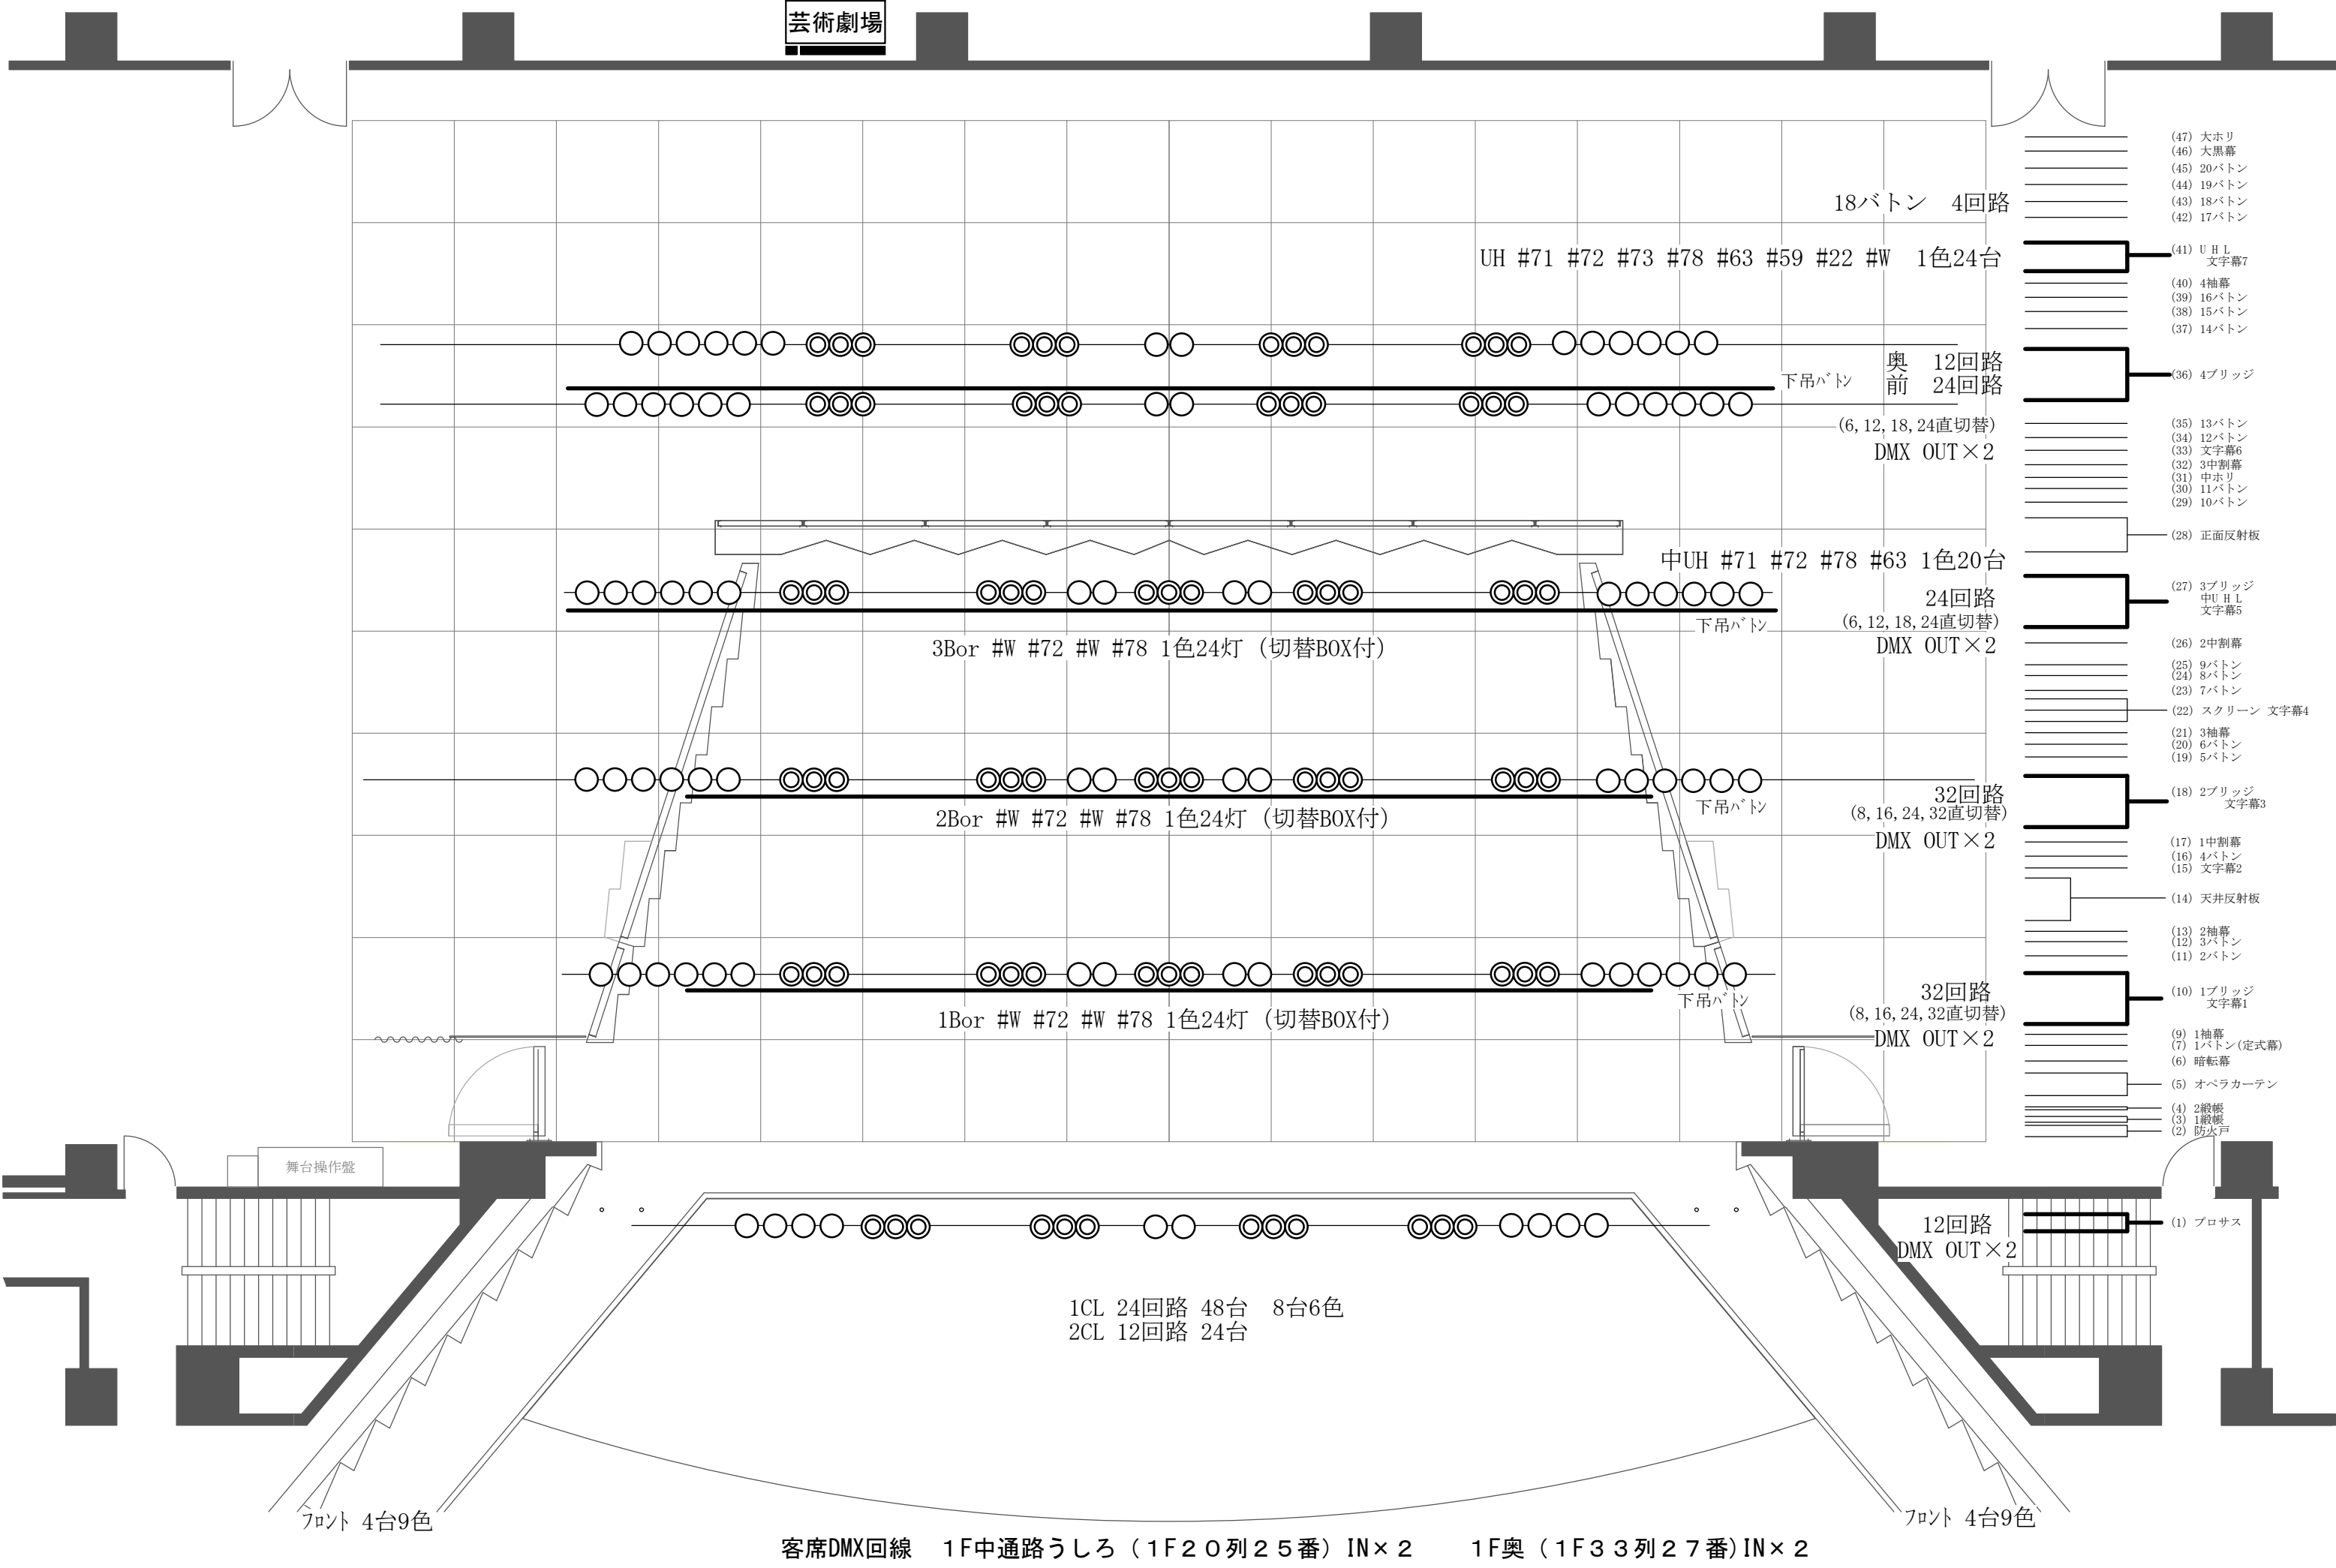 芸術劇場
(47) 大ホリ
(46) 大黒幕
(45) 20バトン
(44) 19バトン
18バトン　4回路
(43) 18バトン
(42) 17バトン
UH #71 #72 #73 #78 #63 #59 #22 #W　1色24台
(41) U H L
文字幕7
(40) 4袖幕
(39) 16バトン
(38) 15バトン
(37) 14バトン
奥　12回路
下吊バトン
前　24回路
(36) 4ブリッジ
(6,12,18,24直切替)
DMX OUT×2
(35) 13バトン
(34) 12バトン
(33) 文字幕6
(32) 3中割幕
(31) 中ホリ
(30) 11バトン
(29) 10バトン
(28) 正面反射板
中UH #71 #72 #78 #63 1色20台
(27) 3ブリッジ
中U H L
文字幕5
24回路
(6,12,18,24直切替)
下吊バトン
DMX OUT×2
3Bor #W #72 #W #78 1色24灯 (切替BOX付)
(26) 2中割幕
(25) 9バトン
(24) 8バトン
(23) 7バトン
(22) スクリーン 文字幕4
(21) 3袖幕
(20) 6バトン
(19) 5バトン
32回路
(18) 2ブリッジ
文字幕3
下吊バトン
(8,16,24,32直切替)
2Bor #W #72 #W #78 1色24灯 (切替BOX付)
DMX OUT×2
(17) 1中割幕
(16) 4バトン
(15) 文字幕2
(14) 天井反射板
(13) 2袖幕
(12) 3バトン
(11) 2バトン
32回路
(10) 1ブリッジ
文字幕1
下吊バトン
(8,16,24,32直切替)
1Bor #W #72 #W #78 1色24灯 (切替BOX付)
DMX OUT×2
(9) 1袖幕
(7) 1バトン(定式幕)
(6) 暗転幕
(5) オペラカーテン
(4) 2緞帳
(3) 1緞帳
(2) 防火戸
舞台操作盤
12回路
(1) プロサス
DMX OUT×2
1CL 24回路 48台　8台6色
2CL 12回路 24台
フロント 4台9色
フロント 4台9色
客席DMX回線　1F中通路うしろ（1F２０列２５番）IN×２　　1F奥（1F３３列２７番)IN×２